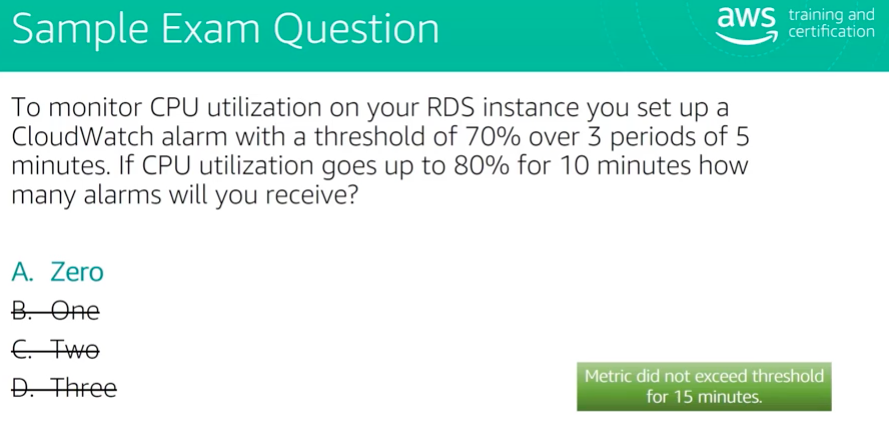 Sample Exam Question
aws training and
certification
To monitor CPU utilization on your RDS instance you set up a
CloudWatch alarm with a threshold of 70% over 3 periods of 5
minutes. If CPU utilization goes up to 80% for 10 minutes how
many alarms will you receive?
A. Zero
B. One
C. Two
D. Three
Metric did not exceed threshold
for 15 minutes.